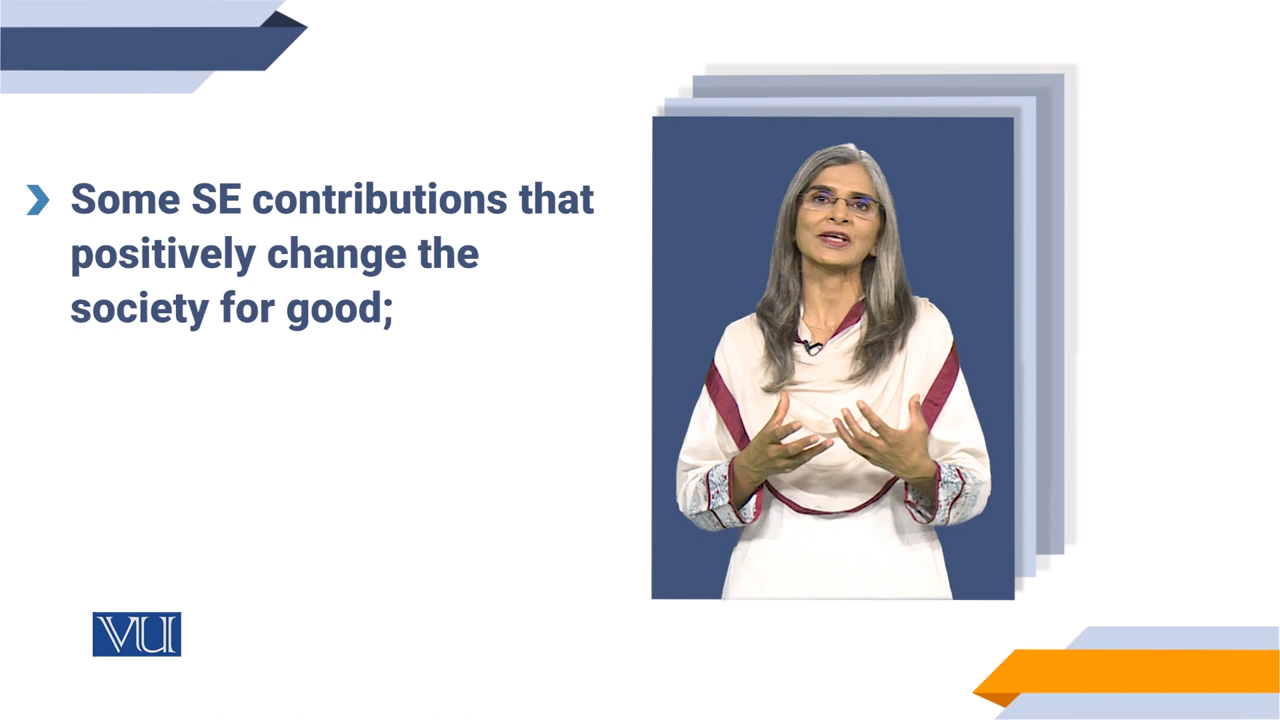 Some SE contributions that
positively change the
society for good;
VU